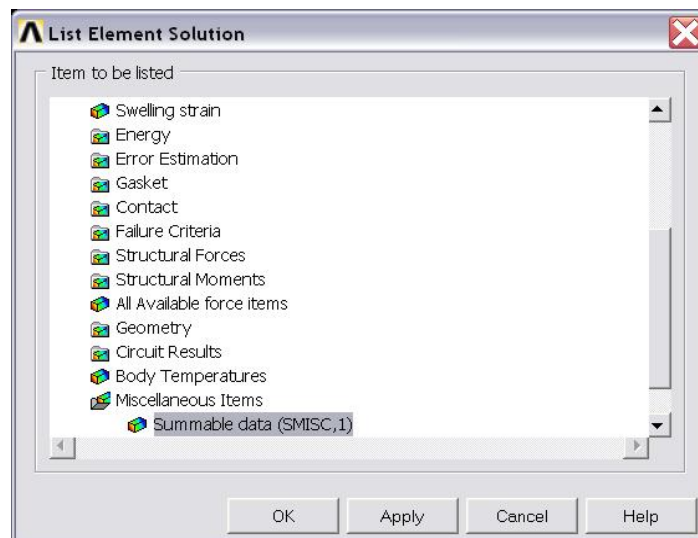 List Element Solution
Item to be listed
Swelling strain
Energy
Error Estimation
Gasket
Contact
Failure Criteria
Structural Forces
Structural Moments
All Available force items
Geometry
Circuit Results
Body Temperatures
Miscellaneous Items
Summable data (SMISC,1)
OK Apply Cancel Help